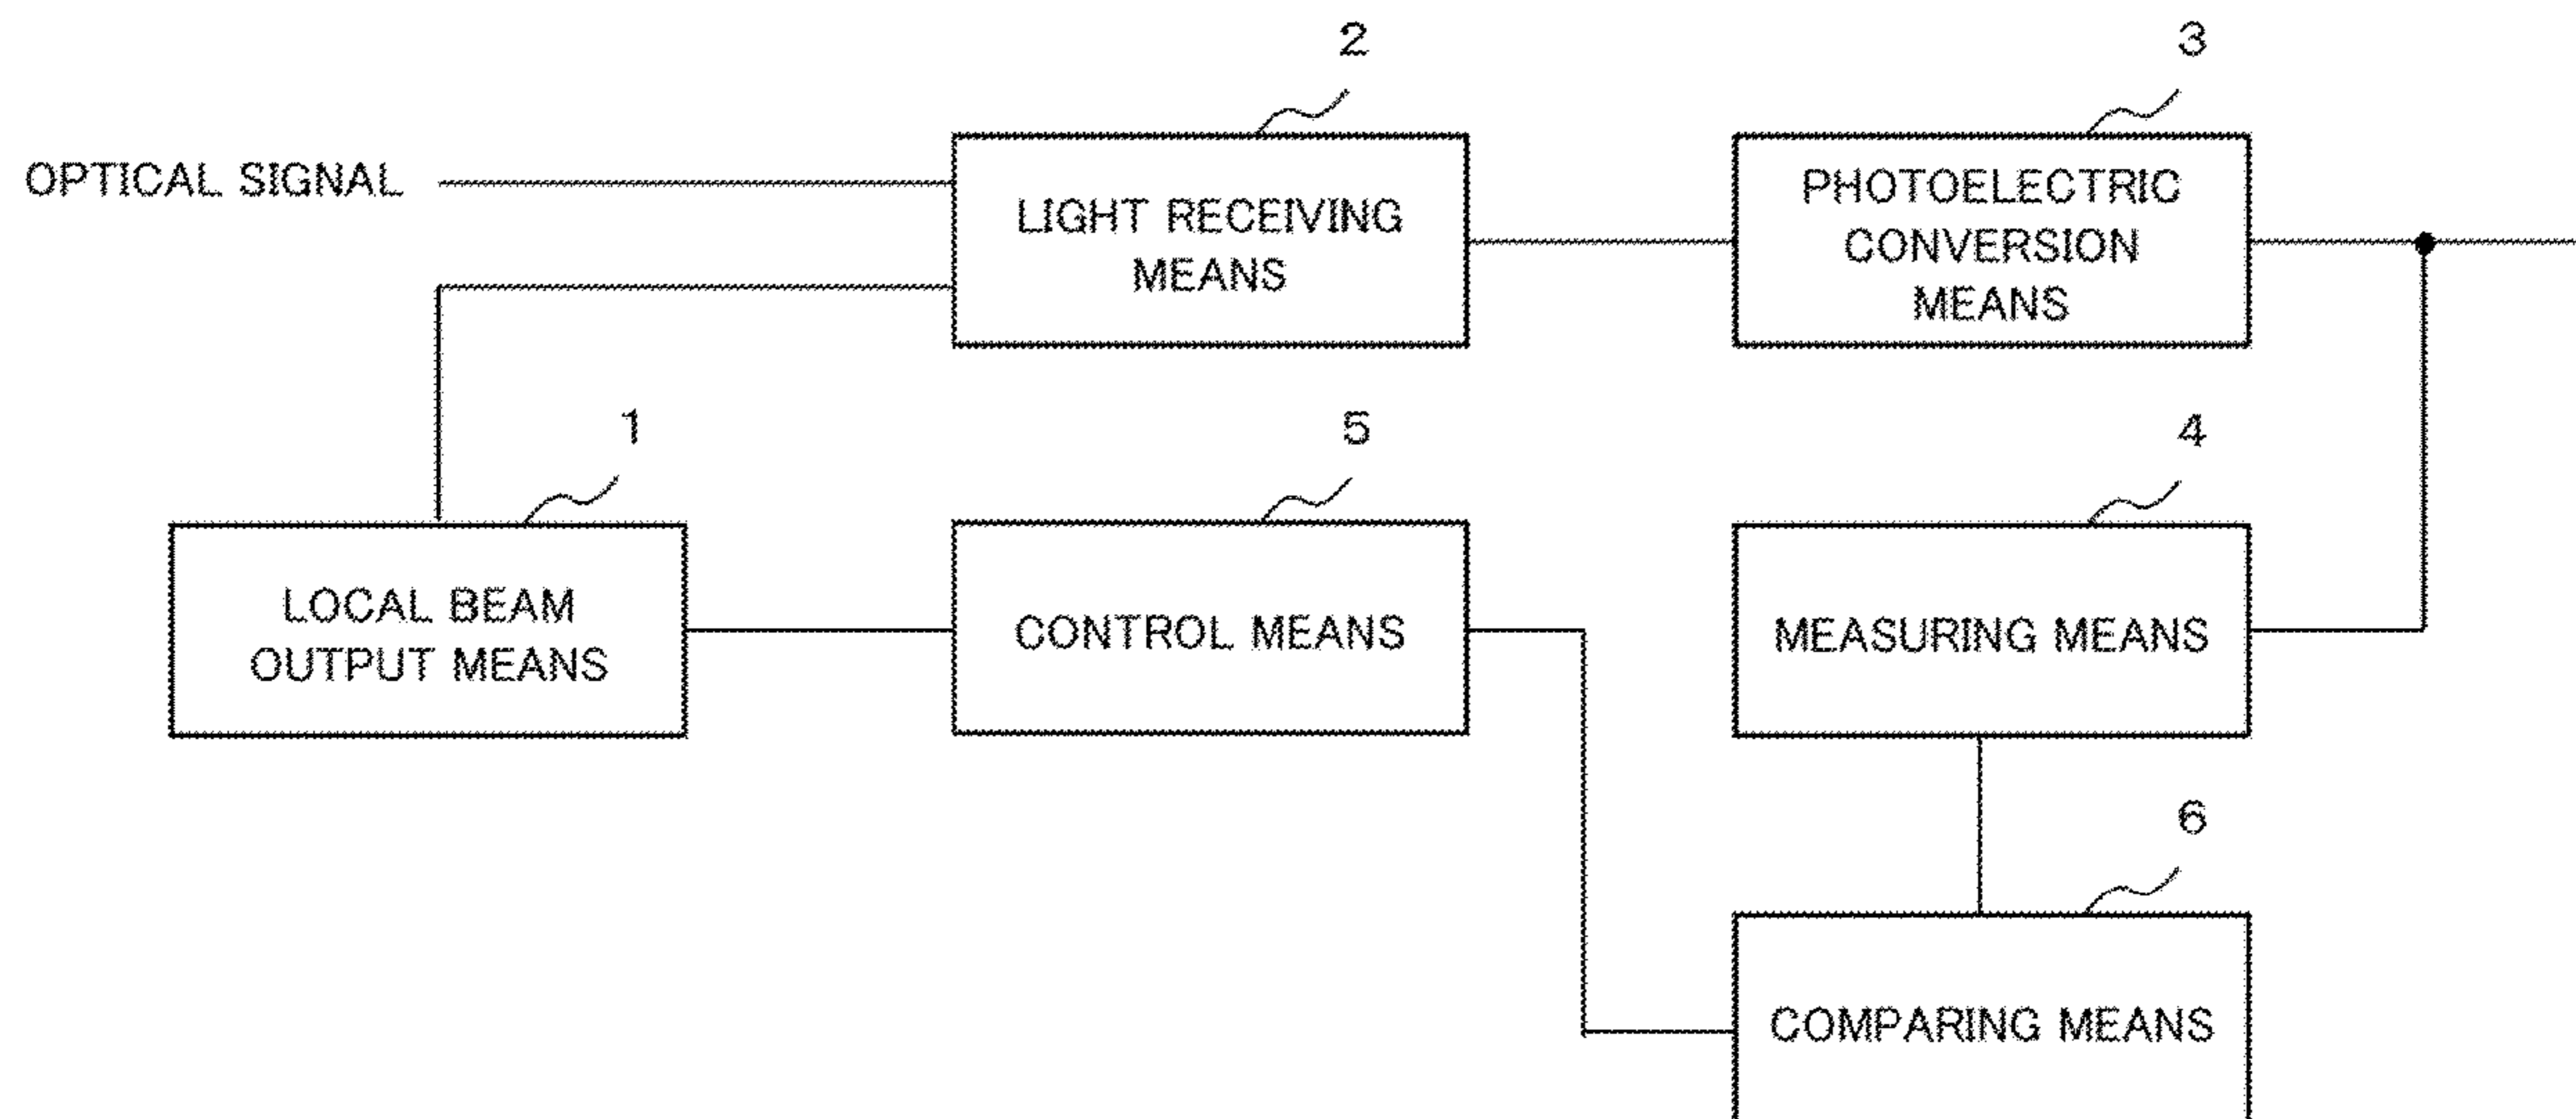 2
3
OPTICAL SIGNAL
LIGHT RECEIVING
MEANS
PHOTOELECTRIC
CONVERSION
MEANS
1
5
4
LOCAL BEAM
OUTPUT MEANS
CONTROL MEANS
MEASURING MEANS
6
COMPARING MEANS